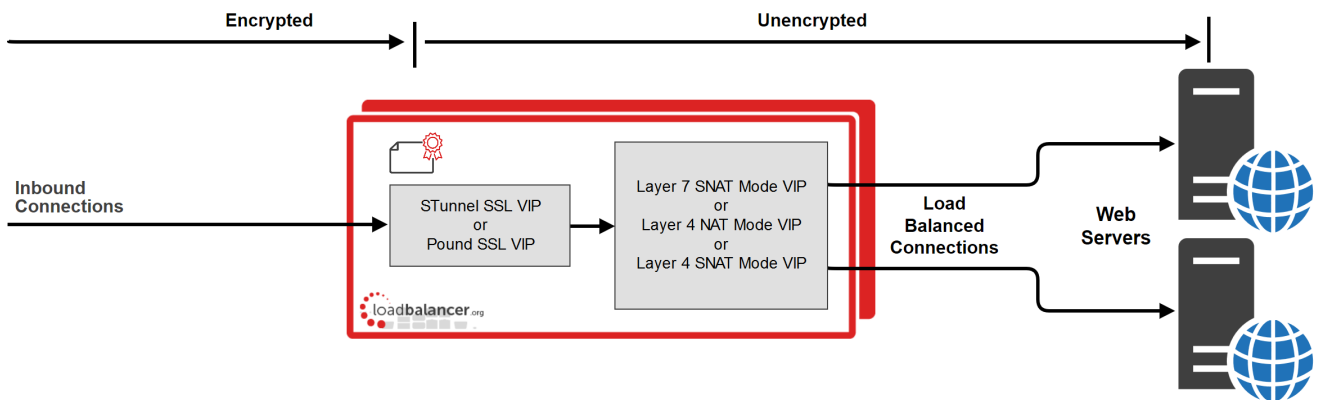 Encrypted
Unencrypted
Inbound
Connections
STunnel SSL VIP
or
Pound SSL VIP
Layer 7 SNAT Mode VIP
or
Layer 4 NAT Mode VIP
or
Layer 4 SNAT Mode VIP
Load
Balanced
Connections
Web
Servers
loadbalancer.org